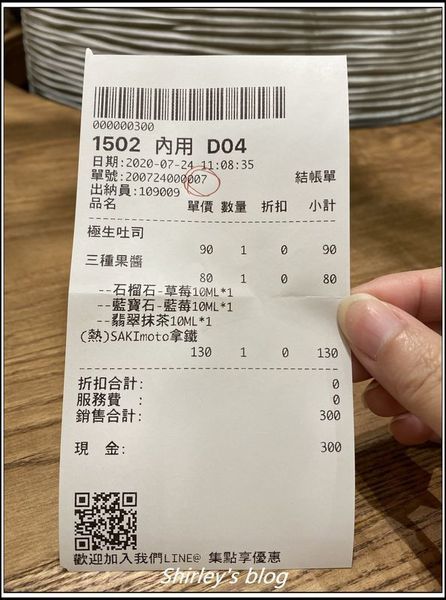 000000300
1502 內用 D04
日期:2020-07-24 11:08:35
單號:200724000007 結帳單
出納員:109009
品名 單價 數量 折扣 小計
極生吐司
90 1 0 90
三種果醬
80 1 0 80
--石榴石-草莓10ML*1
--藍寶石-藍莓10ML*1
--翡翠抹茶10ML*1
(熱)SAKImoto拿鐵
130 1 0 130
折扣合計: 0
服務費 : 0
銷售合計: 300
現 金: 300
歡迎加入我們LINE@ 集點享優惠
Shirley's blog